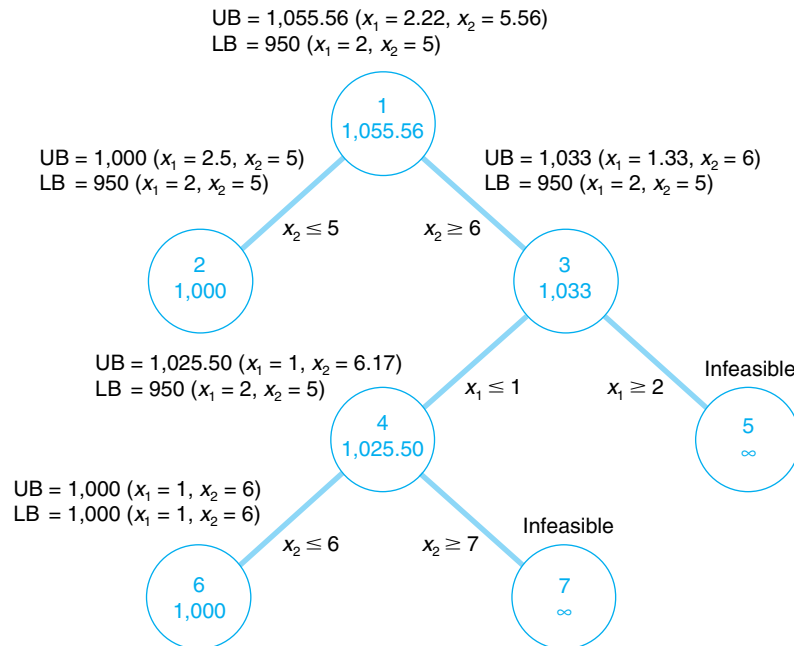 UB = 1,055.56 (x₁ = 2.22, x₂ = 5.56)
LB = 950 (x₁ = 2, x₂ = 5)
1
1,055.56
UB = 1,000 (x₁ = 2.5, x₂ = 5)
LB = 950 (x₁ = 2, x₂ = 5)
UB = 1,033 (x₁ = 1.33, x₂ = 6)
LB = 950 (x₁ = 2, x₂ = 5)
x₂ ≤ 5
x₂ ≥ 6
2
1,000
3
1,033
UB = 1,025.50 (x₁ = 1, x₂ = 6.17)
LB = 950 (x₁ = 2, x₂ = 5)
x₁ ≤ 1
x₁ ≥ 2
Infeasible
4
1,025.50
5
∞
UB = 1,000 (x₁ = 1, x₂ = 6)
LB = 1,000 (x₁ = 1, x₂ = 6)
x₂ ≤ 6
x₂ ≥ 7
Infeasible
6
1,000
7
∞